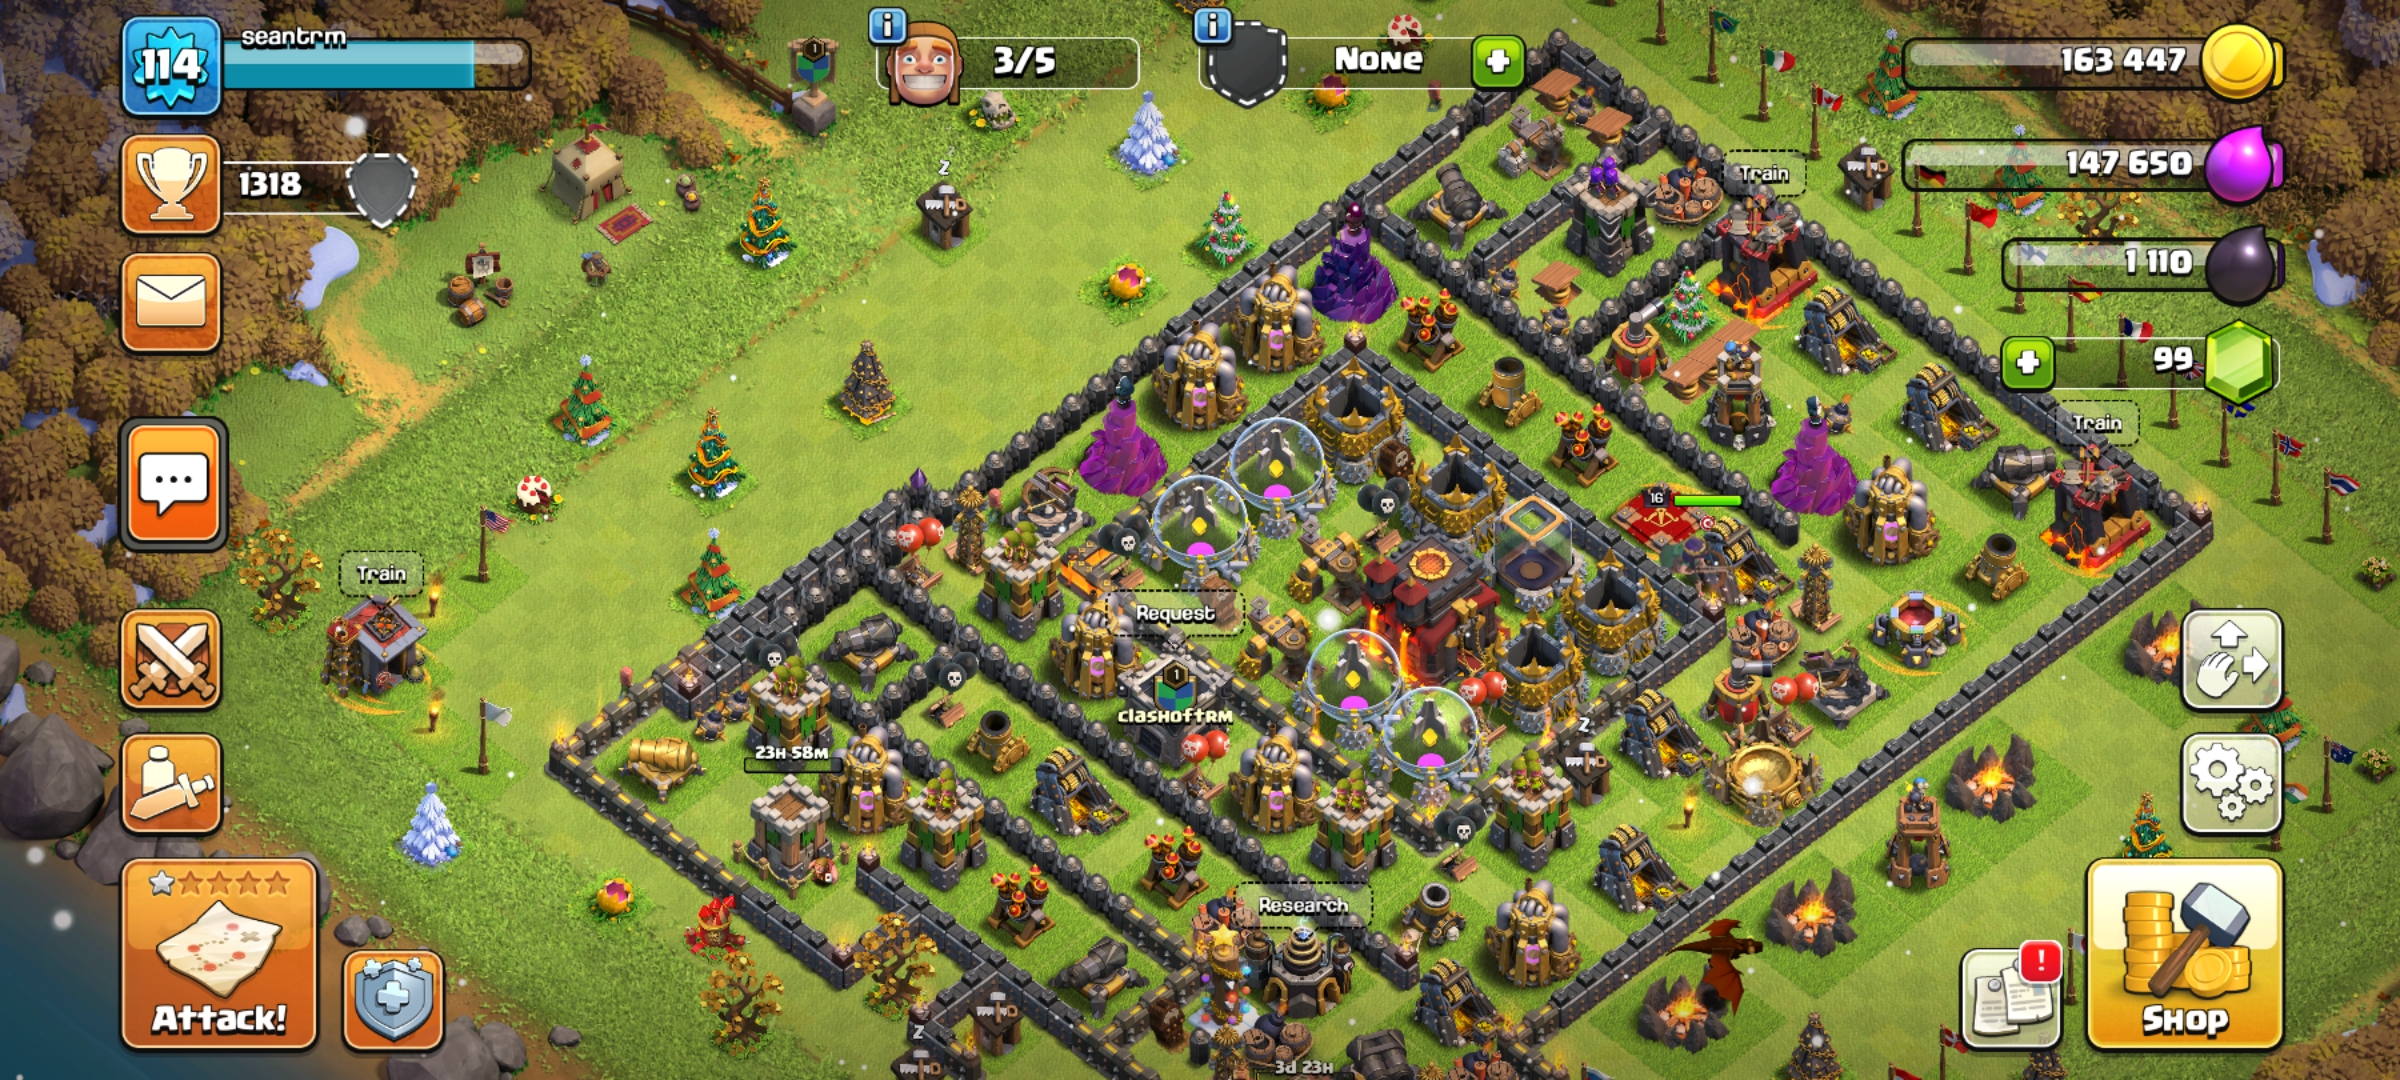 114
seantrm
3/5
None
163 447
147 650
1 110
99
1318
Z
Train
Train
Train
16
Request
clashofTRM
23H 58M
Z
Research
Z
3d 23H
Attack!
!
Shop